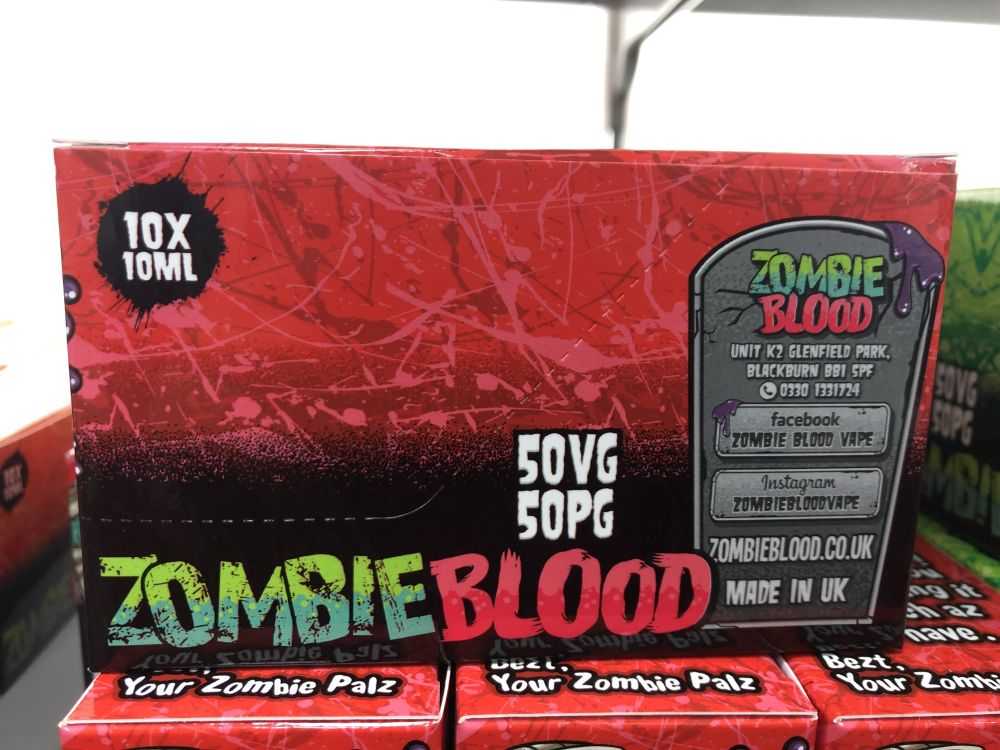 10X
10ML
ZOMBIE
BLOOD
UNIT K2 GLENFIELD PARK,
BLACKBURN BB1 5PF
0330 1331724
facebook
ZOMBIE BLOOD VAPE
Instagram
ZOMBIEBLOODVAPE
ZOMBIEBLOOD.CO.UK
MADE IN UK
50VG
50PG
ZOMBIE BLOOD
50VG
50PG
Bezt,
Your Zombie Palz
Bezt,
Your Zombie Palz
Bezt,
Your Zombi